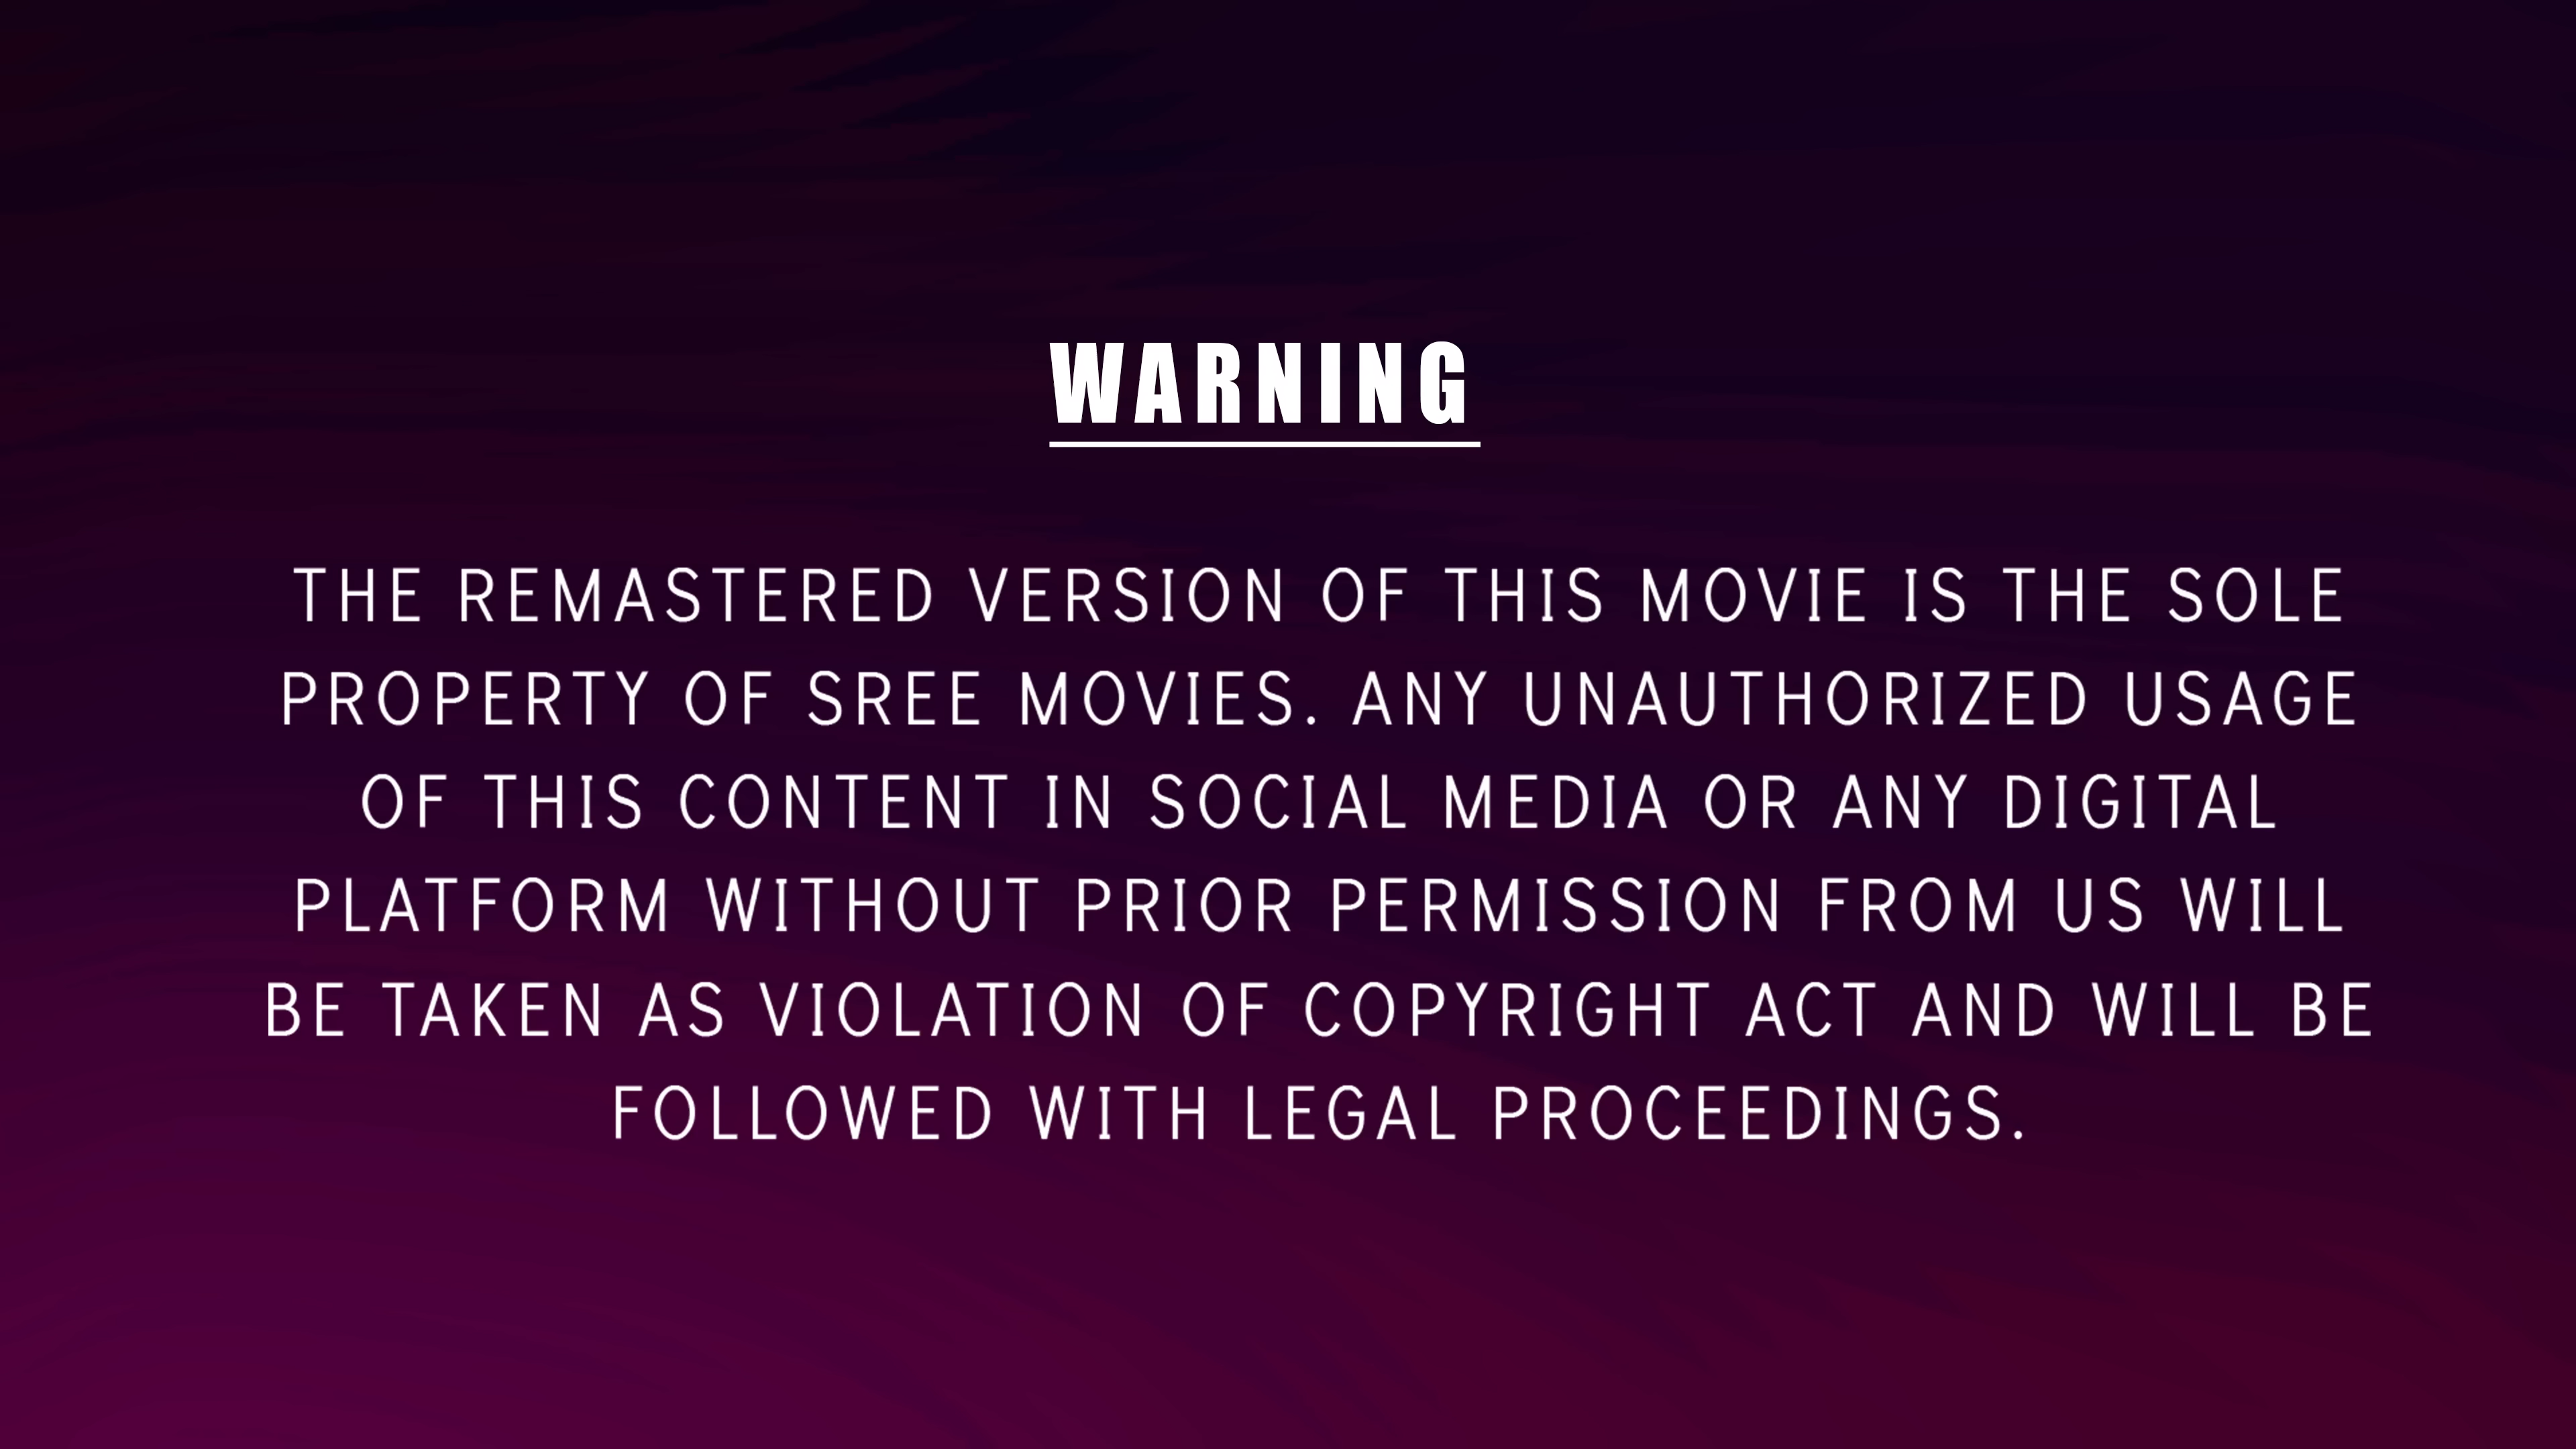 WARNING
THE REMASTERED VERSION OF THIS MOVIE IS THE SOLE
PROPERTY OF SREE MOVIES. ANY UNAUTHORIZED USAGE
OF THIS CONTENT IN SOCIAL MEDIA OR ANY DIGITAL
PLATFORM WITHOUT PRIOR PERMISSION FROM US WILL
BE TAKEN AS VIOLATION OF COPYRIGHT ACT AND WILL BE
FOLLOWED WITH LEGAL PROCEEDINGS.